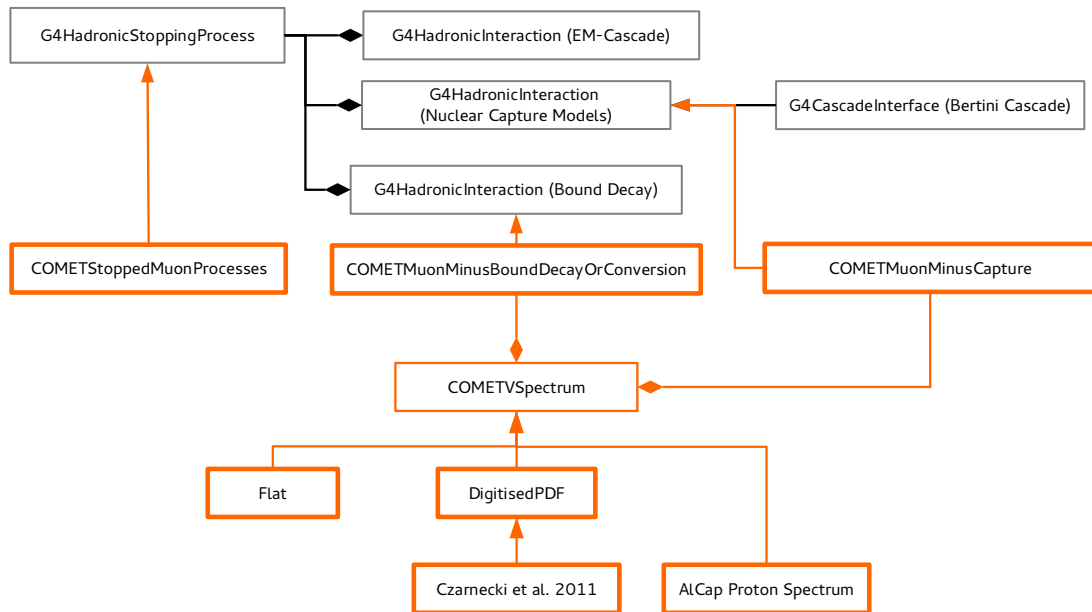 G4HadronicStoppingProcess
G4HadronicInteraction (EM-Cascade)
G4HadronicInteraction
(Nuclear Capture Models)
G4CascadeInterface (Bertini Cascade)
G4HadronicInteraction (Bound Decay)
COMETStoppedMuonProcesses
COMETMuonMinusBoundDecayOrConversion
COMETMuonMinusCapture
COMETVSpectrum
Flat
DigitisedPDF
Czarnecki et al. 2011
AlCap Proton Spectrum